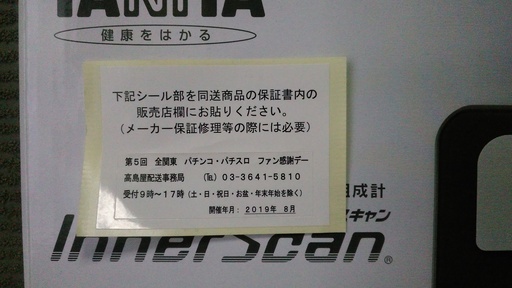 TANITA
健康をはかる
下記シール部を同送商品の保証書内の
販売店欄にお貼りください。
(メーカー保証修理等の際には必要)
第5回 全関東 パチンコ・パチスロ ファン感謝デー
高島屋配送事務局 (℡) 03-3641-5810
受付9時～17時(土・日・祝日・お盆・年末年始を除く)
開催年月: 2019年 8月
組成計
スキャン
InnerScan®